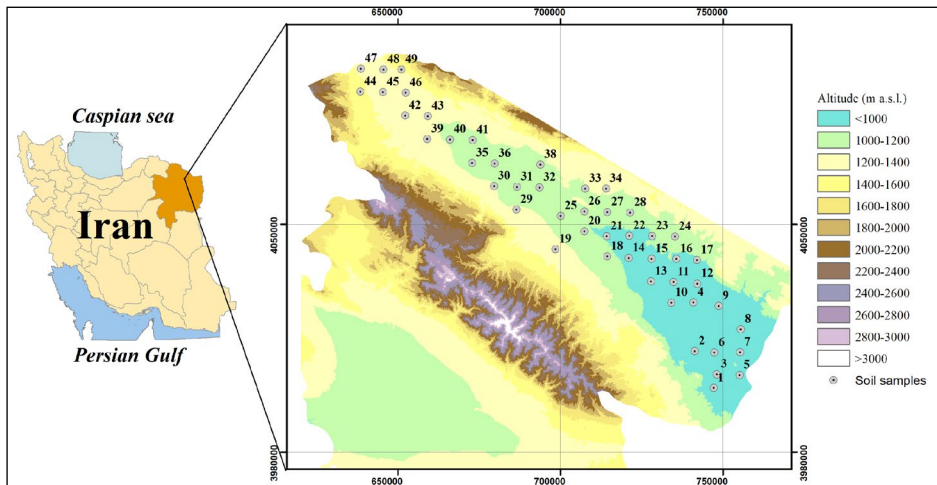 Caspian sea
Iran
Persian Gulf
650000 700000 750000
4050000
3980000
47 48 49
44 45 46
42 43
39 40 41
35 36 38
30 31 32 33 34
29 25 26 27 28
19 20 21 22 23 24
18 14 15 16 17
13 11 12
10 4 9
8
2 6 7
3 5
1
650000 700000 750000
4050000
3980000
Altitude (m a.s.l.)
<1000
1000-1200
1200-1400
1400-1600
1600-1800
1800-2000
2000-2200
2200-2400
2400-2600
2600-2800
2800-3000
>3000
Soil samples